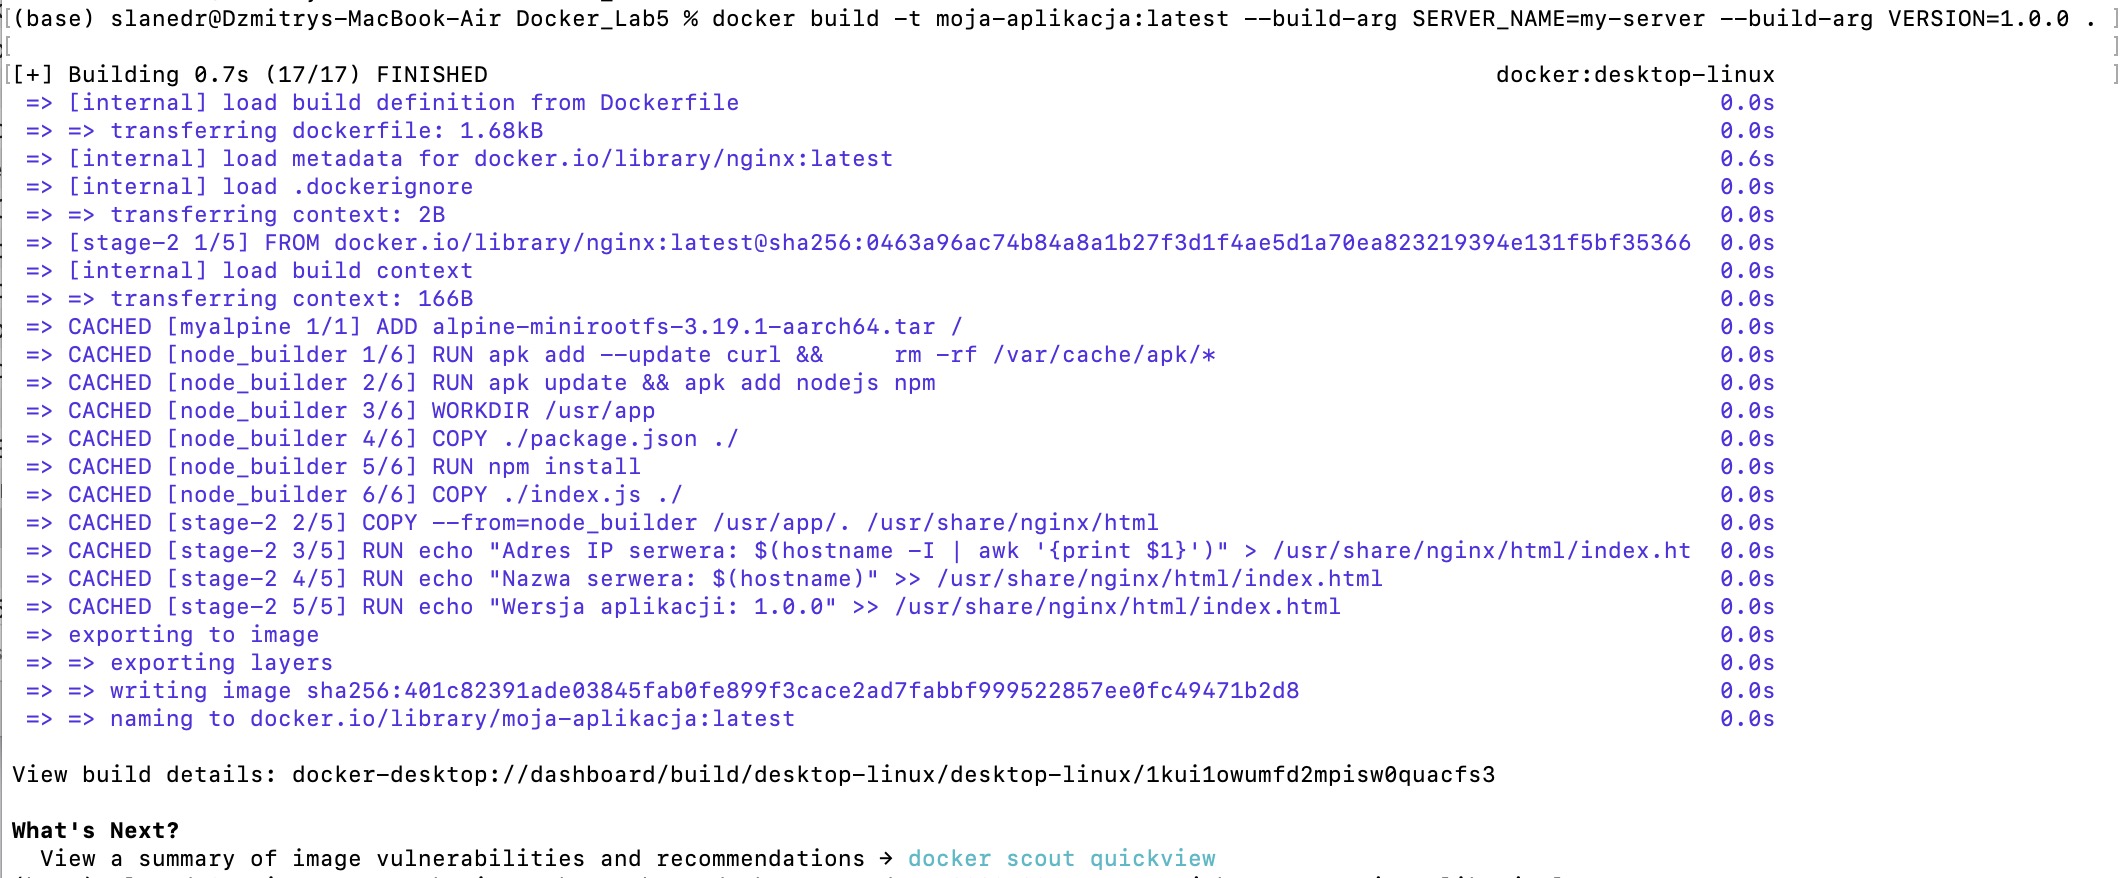 (base) slanedr@Dzmitrys-MacBook-Air Docker_Lab5 % docker build -t moja-aplikacja:latest --build-arg SERVER_NAME=my-server --build-arg VERSION=1.0.0 .
[+] Building 0.7s (17/17) FINISHED docker:desktop-linux
=> [internal] load build definition from Dockerfile 0.0s
=> => transferring dockerfile: 1.68kB 0.0s
=> [internal] load metadata for docker.io/library/nginx:latest 0.6s
=> [internal] load .dockerignore 0.0s
=> => transferring context: 2B 0.0s
=> [stage-2 1/5] FROM docker.io/library/nginx:latest@sha256:0463a96ac74b84a8a1b27f3d1f4ae5d1a70ea823219394e131f5bf35366 0.0s
=> [internal] load build context 0.0s
=> => transferring context: 166B 0.0s
=> CACHED [myalpine 1/1] ADD alpine-minirootfs-3.19.1-aarch64.tar / 0.0s
=> CACHED [node_builder 1/6] RUN apk add --update curl &&     rm -rf /var/cache/apk/* 0.0s
=> CACHED [node_builder 2/6] RUN apk update && apk add nodejs npm 0.0s
=> CACHED [node_builder 3/6] WORKDIR /usr/app 0.0s
=> CACHED [node_builder 4/6] COPY ./package.json ./ 0.0s
=> CACHED [node_builder 5/6] RUN npm install 0.0s
=> CACHED [node_builder 6/6] COPY ./index.js ./ 0.0s
=> CACHED [stage-2 2/5] COPY --from=node_builder /usr/app/. /usr/share/nginx/html 0.0s
=> CACHED [stage-2 3/5] RUN echo "Adres IP serwera: $(hostname -I | awk '{print $1}')" > /usr/share/nginx/html/index.ht 0.0s
=> CACHED [stage-2 4/5] RUN echo "Nazwa serwera: $(hostname)" >> /usr/share/nginx/html/index.html 0.0s
=> CACHED [stage-2 5/5] RUN echo "Wersja aplikacji: 1.0.0" >> /usr/share/nginx/html/index.html 0.0s
=> exporting to image 0.0s
=> => exporting layers 0.0s
=> => writing image sha256:401c82391ade03845fab0fe899f3cace2ad7fabbf999522857ee0fc49471b2d8 0.0s
=> => naming to docker.io/library/moja-aplikacja:latest 0.0s
View build details: docker-desktop://dashboard/build/desktop-linux/desktop-linux/1kui1owumfd2mpisw0quacfs3
What's Next?
View a summary of image vulnerabilities and recommendations → docker scout quickview